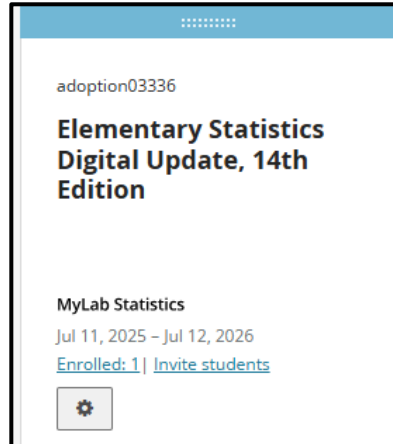 adoption03336
Elementary Statistics
Digital Update, 14th
Edition
MyLab Statistics
Jul 11, 2025 – Jul 12, 2026
Enrolled: 1| Invite students